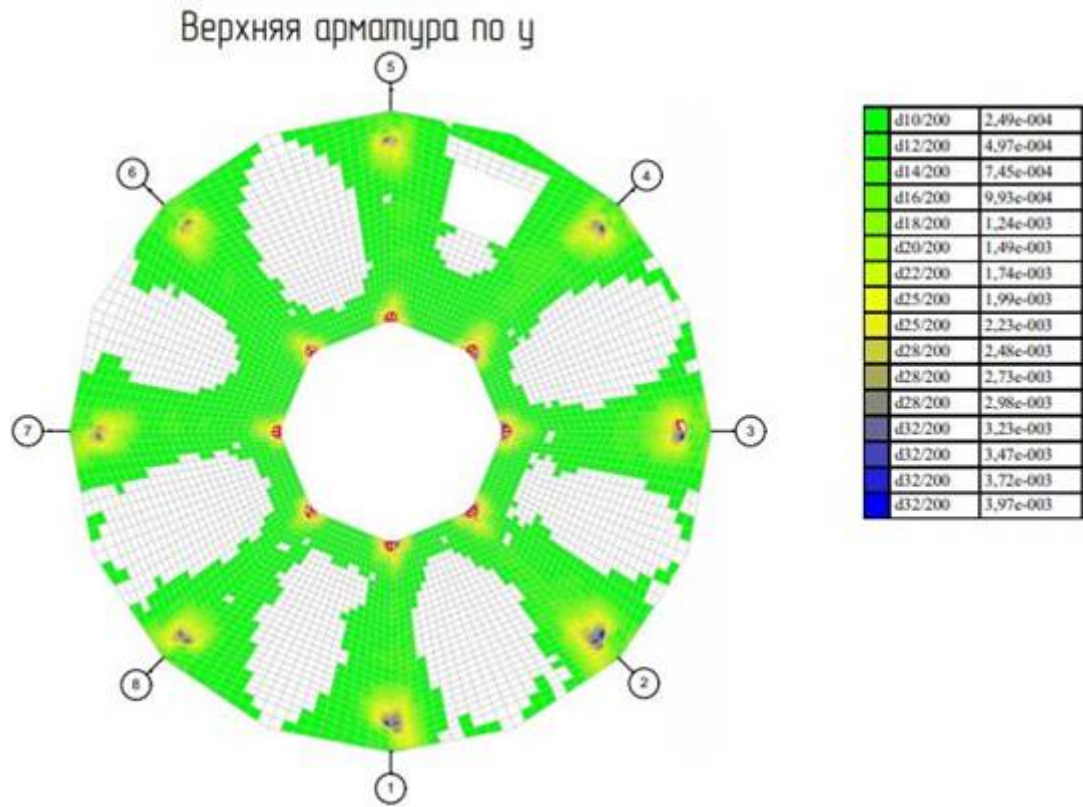 Верхняя арматура по у
5
6
4
7
3
8
2
1
d10/200 2,49e-004
d12/200 4,97e-004
d14/200 7,45e-004
d16/200 9,93e-004
d18/200 1,24e-003
d20/200 1,49e-003
d22/200 1,74e-003
d25/200 1,99e-003
d25/200 2,23e-003
d28/200 2,48e-003
d28/200 2,73e-003
d28/200 2,98e-003
d32/200 3,23e-003
d32/200 3,47e-003
d32/200 3,72e-003
d32/200 3,97e-003